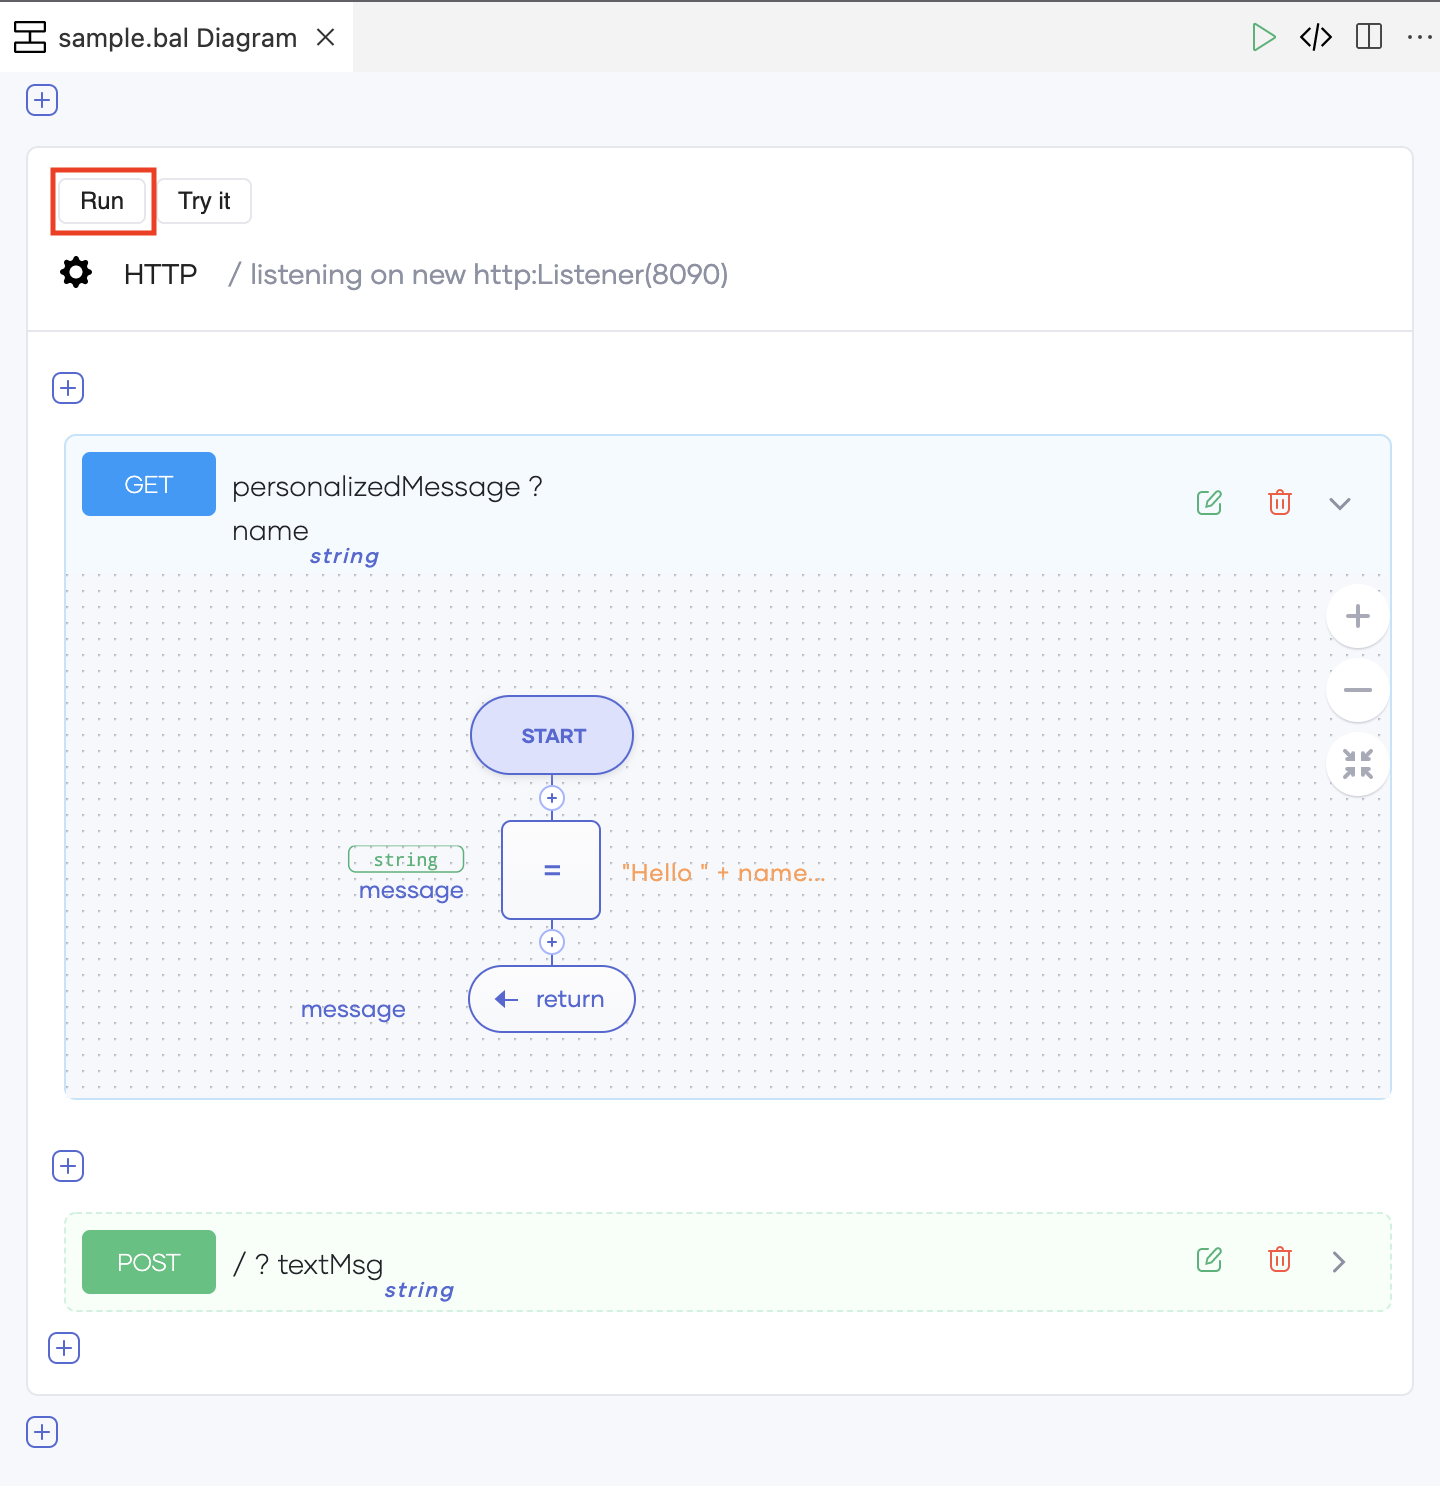 sample.bal Diagram
Run Try it
HTTP / listening on new http:Listener(8090)
GET personalizedMessage ?
name
string
START
string
message
=
"Hello " + name...
message
return
POST / ? textMsg
string